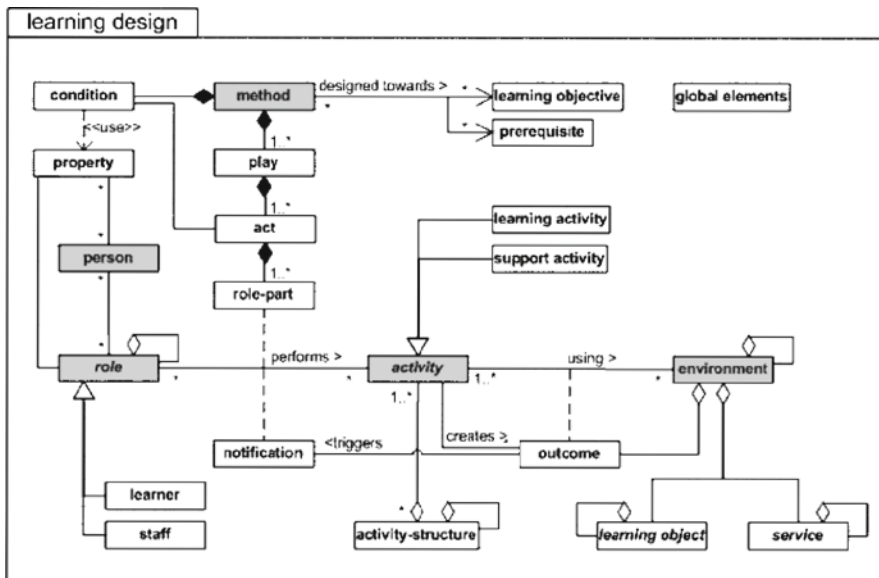 learning design
condition
method
designed towards >
*
*
learning objective
global elements
<<use>>
*
prerequisite
1..*
property
play
*
1..*
learning activity
act
*
person
support activity
*
1..*
role-part
*
performs >
using >
role
activity
environment
*
*
1..*
*
1..*
notification
<triggers
creates >
*
outcome
learner
*
staff
activity-structure
learning object
service